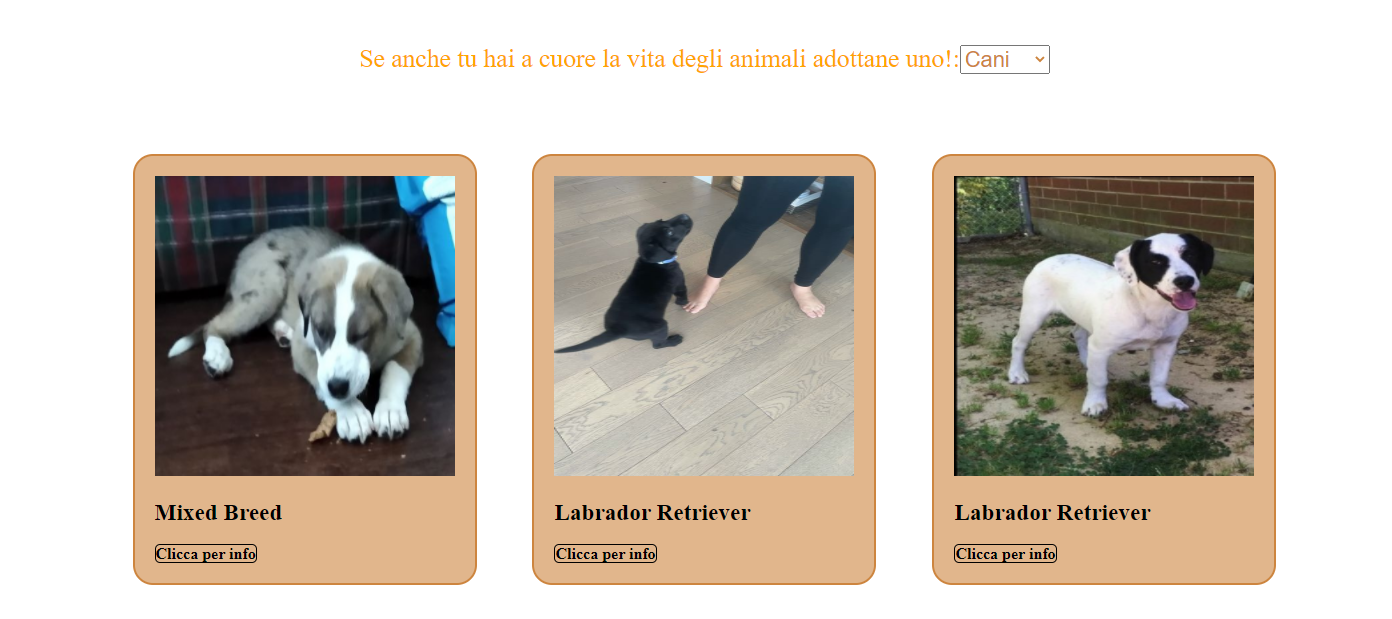 Se anche tu hai a cuore la vita degli animali adottane uno!: Cani
Mixed Breed
Clicca per info
Labrador Retriever
Clicca per info
Labrador Retriever
Clicca per info